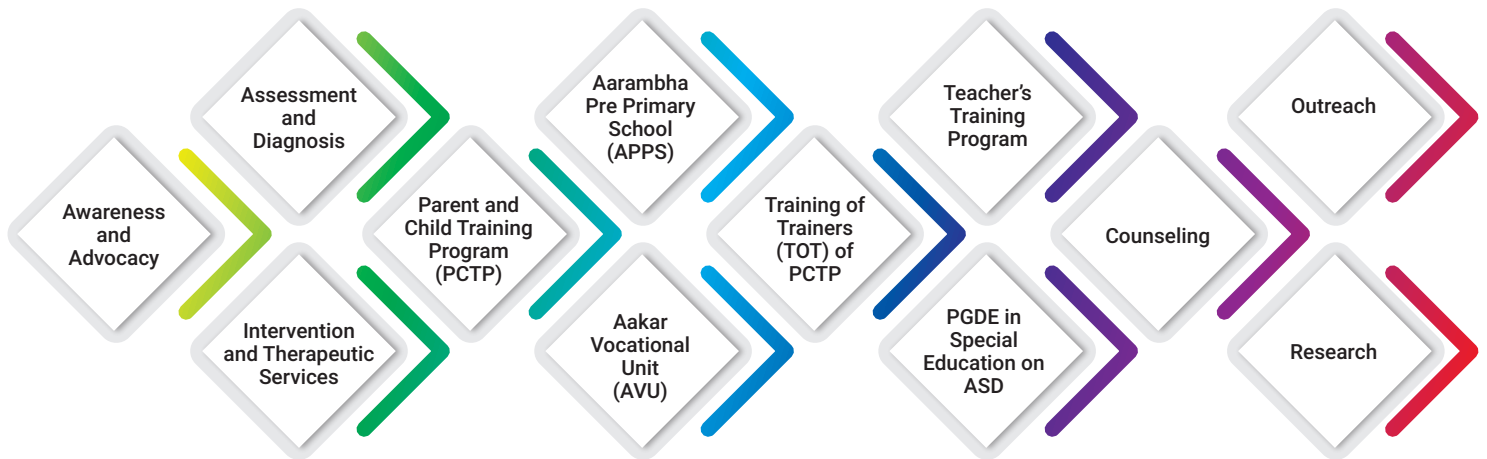 Awareness
and
Advocacy
Assessment
and
Diagnosis
Intervention
and Therapeutic
Services
Parent and
Child Training
Program
(PCTP)
Aarambha
Pre Primary
School
(APPS)
Aakar
Vocational
Unit
(AVU)
Training of
Trainers
(TOT) of
PCTP
Teacher’s
Training
Program
PGDE in
Special
Education on
ASD
Counseling
Outreach
Research